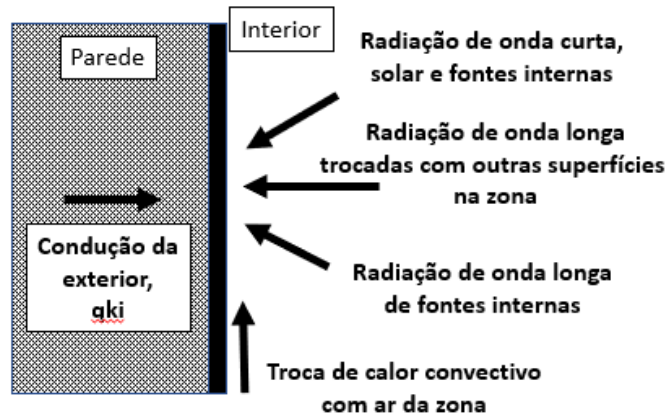 Parede
Interior
Radiação de onda curta,
solar e fontes internas
Radiação de onda longa
trocadas com outras superfícies
na zona
Condução da
exterior,
qki
Radiação de onda longa
de fontes internas
Troca de calor convectivo
com ar da zona